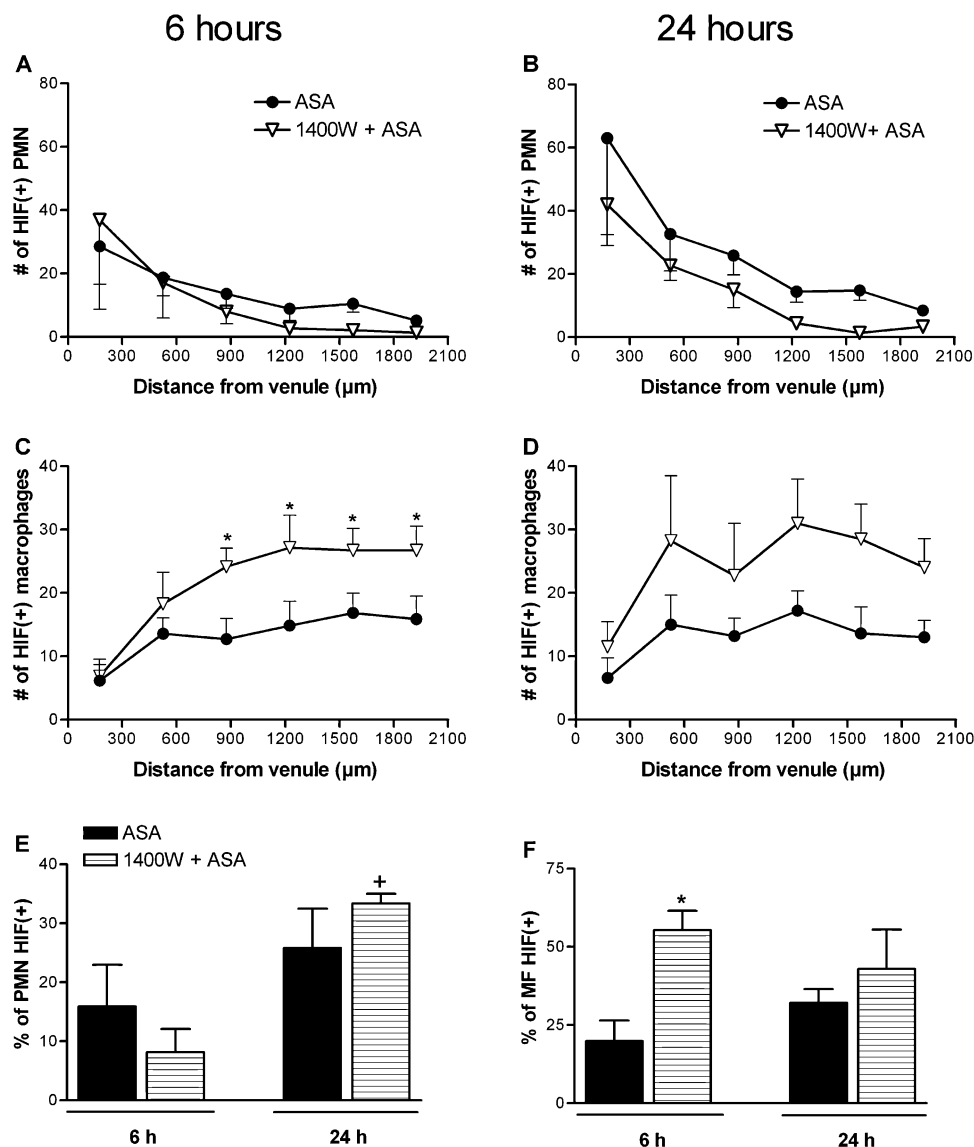 6 hours
24 hours
A
80
60
40
20
0
# of HIF(+) PMN
ASA
1400W + ASA
0 300 600 900 1200 1500 1800 2100
Distance from venule (µm)
B
80
60
40
20
0
# of HIF(+) PMN
ASA
1400W+ ASA
0 300 600 900 1200 1500 1800 2100
Distance from venule (µm)
C
40
30
20
10
0
# of HIF(+) macrophages
* * * *
0 300 600 900 1200 1500 1800 2100
Distance from venule (µm)
D
40
30
20
10
0
# of HIF(+) macrophages
0 300 600 900 1200 1500 1800 2100
Distance from venule (µm)
E
ASA
1400W + ASA
40
30
20
10
0
% of PMN HIF(+)
+
6 h 24 h
F
75
50
25
0
% of MF HIF(+)
*
6 h 24 h